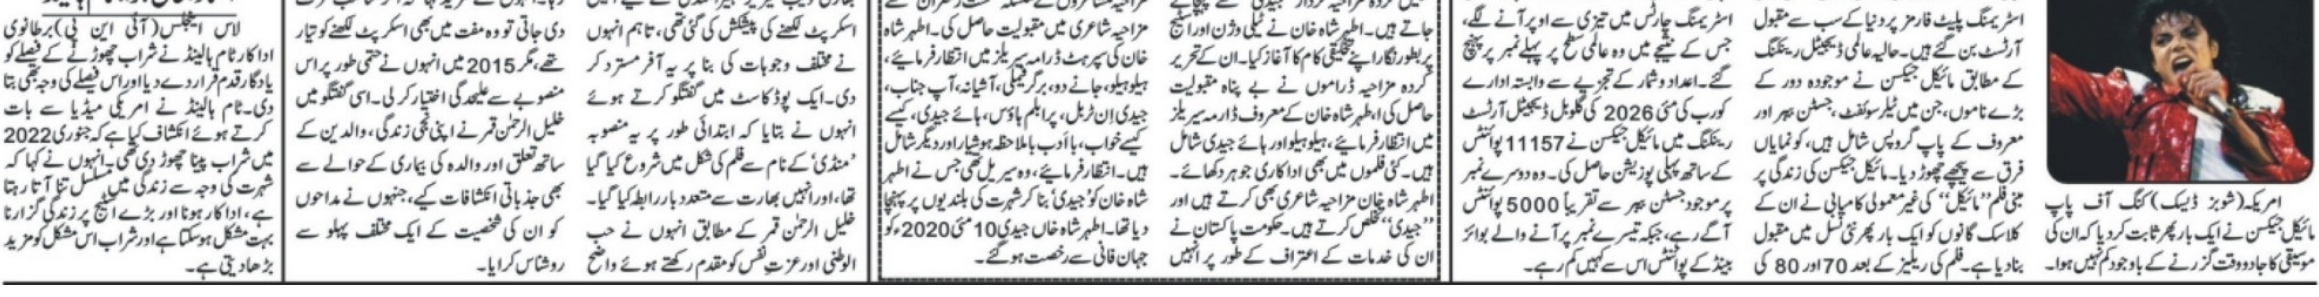 امریکہ (شوبز ڈیسک) کنگ آف پاپ
مائیکل جیکسن نے ایک بار پھر ثابت کردیا کہ ان کی
موسیقی کا جادو وقت گزرنے کے باوجود کم نہیں ہوا۔
اسٹریمنگ پلیٹ فارمز پر دنیا کے سب سے مقبول
آرٹسٹ بن گئے ہیں۔ حالیہ عالمی ڈیجیٹل رینکنگ
کے مطابق مائیکل جیکسن نے موجودہ دور کے
بڑے ناموں، جن میں ٹیلر سوئفٹ، جسٹن بیبر اور
معروف کے پاپ گروپس شامل ہیں، کو نمایاں
فرق سے پیچھے چھوڑ دیا۔ مائیکل جیکسن کی زندگی پر
مبنی فلم ”مائیکل“ کی غیر معمولی کامیابی نے ان کے
کلاسک گانوں کو ایک بار پھر نئی نسل میں مقبول
بنادیا ہے۔ فلم کی ریلیز کے بعد 70 اور 80 کی
اسٹریمنگ چارٹس میں تیزی سے اوپر آنے لگے،
جس کے نتیجے میں وہ عالمی سطح پر پہلے نمبر پر پہنچ
گئے۔ اعداد و شمار کے تجزیے سے وابستہ ادارے
کورب کی مئی 2026 کی گلوبل ڈیجیٹل آرٹسٹ
رینکنگ میں مائیکل جیکسن نے 11157 پوائنٹس
کے ساتھ پہلی پوزیشن حاصل کی۔ وہ دوسرے نمبر
پر موجود جسٹن بیبر سے تقریباً 5000 پوائنٹس
آگے رہے، جبکہ تیسرے نمبر پر آنے والے بوائز
بینڈ کے پوائنٹس اس سے کہیں کم رہے۔
جاتے ہیں۔ اطہر شاہ خان نے ٹیلی وژن اور اسٹیج
پر بطور نگار اپنے تخلیقی کام کا آغاز کیا۔ ان کے تحریر
کردہ مزاحیہ ڈراموں نے بے پناہ مقبولیت
حاصل کی، اطہر شاہ خان کے معروف ڈارمہ سیریلز
میں انتظار فرمایئے، ہیلو ہیلو اور ہائے جیدی شامل
ہیں۔ کئی فلموں میں بھی اداکاری جوہر دکھائے۔
اطہر شاہ خان مزاحیہ شاعری بھی کرتے ہیں اور
”جیدی“ تخلص کرتے ہیں۔ حکومت پاکستان نے
ان کی خدمات کے اعتراف کے طور پر انہیں
مزاحیہ شاعری میں مقبولیت حاصل کی۔ اطہر شاہ
خان کی سپر ہٹ ڈرامہ سیریلز میں انتظار فرمایئے،
ہیلو ہیلو، جانے دو، برگر فیملی، آشیانہ، آپ جناب،
جیدی اِن ٹربل، پرابلم ہاؤس، ہائے جیدی، کیسے
کیسے خواب، با اَدب با ملاحظہ ہوشیار اور دیگر شامل
ہیں۔ انتظار فرمایئے، وہ سیریل تھی جس نے اطہر
شاہ خان کو ’جیدی‘ بنا کر شہرت کی بلندیوں پر پہنچا
دیا تھا۔ اطہر شاہ خان جیدی 10 مئی 2020ء کو
جہان فانی سے رخصت ہوگئے۔
اسکرپٹ لکھنے کی پیشکش کی گئی تھی، تاہم انہوں
نے مختلف وجوہات کی بنا پر یہ آفر مسترد کر
دی۔ ایک پوڈ کاسٹ میں گفتگو کرتے ہوئے
انہوں نے بتایا کہ ابتدائی طور پر یہ منصوبہ
’منڈی‘ کے نام سے فلم کی شکل میں شروع کیا گیا
تھا، اور انہیں بھارت سے متعدد بار رابطہ کیا گیا۔
خلیل الرحمٰن قمر کے مطابق انہوں نے حب
الوطنی اور عزتِ نفس کو مقدم رکھتے ہوئے واضح
دی جاتی تو وہ مفت میں بھی اسکرپٹ لکھنے کو تیار
تھے، مگر 2015 میں انہوں نے حتمی طور پر اس
منصوبے سے علیحدگی اختیار کر لی۔ اسی گفتگو میں
خلیل الرحمٰن قمر نے اپنی نجی زندگی، والدین کے
ساتھ تعلق اور والدہ کی بیماری کے حوالے سے
بھی جذباتی انکشافات کیے، جنہوں نے مداحوں
کو ان کی شخصیت کے ایک مختلف پہلو سے
روشناس کرایا۔
لاس اینجلس (آئی این پی) برطانوی
اداکار ٹام ہالینڈ نے شراب چھوڑنے کے فیصلے کو
یادگار قدم قرار دے دیا اور اس فیصلے کی وجہ بھی بتا
دی۔ ٹام ہالینڈ نے امریکی میڈیا سے بات
کرتے ہوئے انکشاف کیا ہے کہ جنوری 2022
میں شراب پینا چھوڑ دی تھی۔ انہوں نے کہا کہ
شہرت کی وجہ سے زندگی میں مسلسل تنا آتا رہتا
ہے، اداکار ہونا اور بڑے اسٹیج پر زندگی گزارنا
بہت مشکل ہوسکتا ہے اور شراب اس مشکل کو مزید
بڑھا دیتی ہے۔